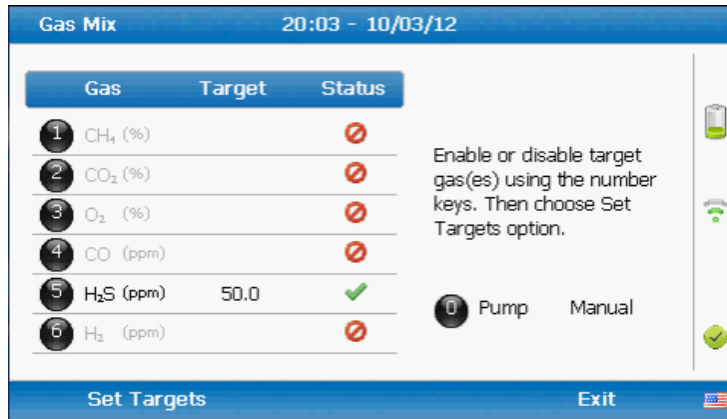 Gas Mix 20:03 - 10/03/12
Gas Target Status
1 CH₄ (%)
2 CO₂ (%)
3 O₂ (%)
4 CO (ppm)
5 H₂S (ppm) 50.0
6 H₂ (ppm)
Enable or disable target
gas(es) using the number
keys. Then choose Set
Targets option.
0 Pump Manual
Set Targets Exit